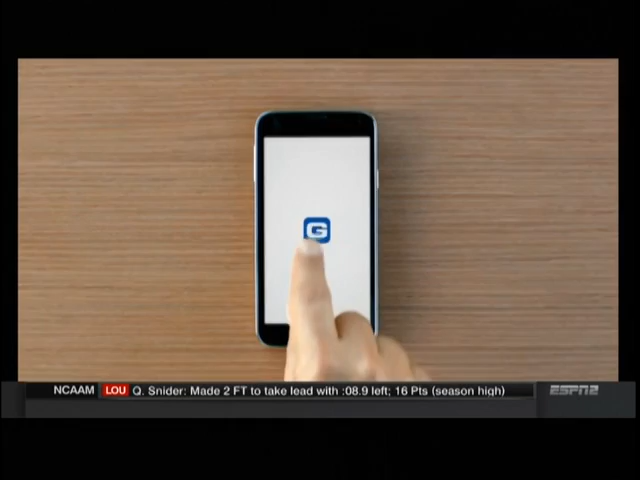 G
NCAAM LOU Q. Snider: Made 2 FT to take lead with :08.9 left; 16 Pts (season high) ESPN2